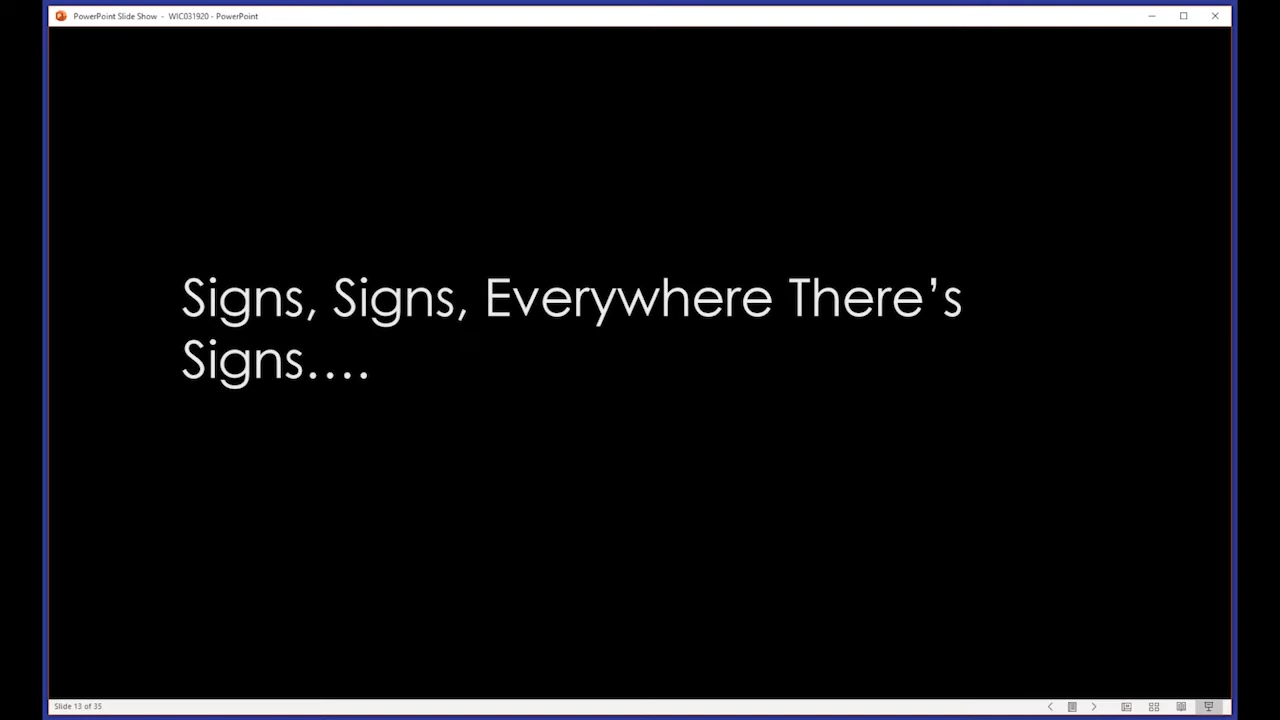 PowerPoint Slide Show - WIC031920 - PowerPoint
Signs, Signs, Everywhere There’s
Signs….
Slide 13 of 35